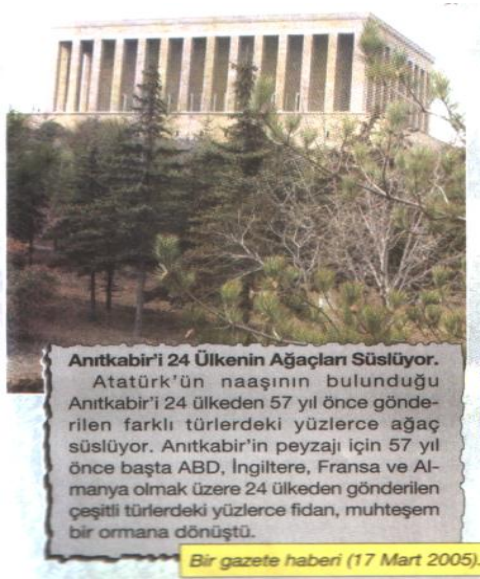 Anıtkabir'i 24 Ülkenin Ağaçları Süslüyor.
Atatürk'ün naaşının bulunduğu
Anıtkabir'i 24 ülkeden 57 yıl önce gönde-
rilen farklı türlerdeki yüzlerce ağaç
süslüyor. Anıtkabir'in peyzajı için 57 yıl
önce başta ABD, İngiltere, Fransa ve Al-
manya olmak üzere 24 ülkeden gönderilen
çeşitli türlerdeki yüzlerce fidan, muhteşem
bir ormana dönüştü.
Bir gazete haberi (17 Mart 2005).